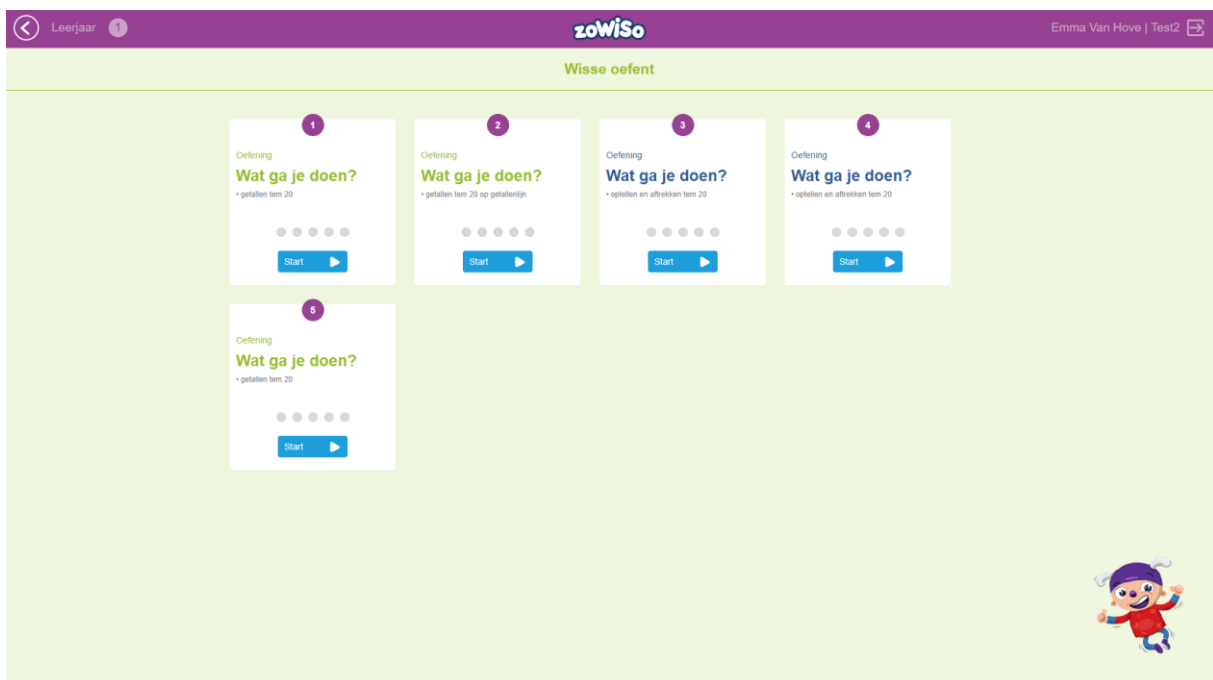 Leerjaar 1
zowiso
Emma Van Hove | Test2
Wisse oefent
1
Oefening
Wat ga je doen?
• getallen tem 20
Start
2
Oefening
Wat ga je doen?
• getallen tem 20 op getallenlijn
Start
3
Oefening
Wat ga je doen?
• optellen en aftrekken tem 20
Start
4
Oefening
Wat ga je doen?
• optellen en aftrekken tem 20
Start
5
Oefening
Wat ga je doen?
• getallen tem 20
Start